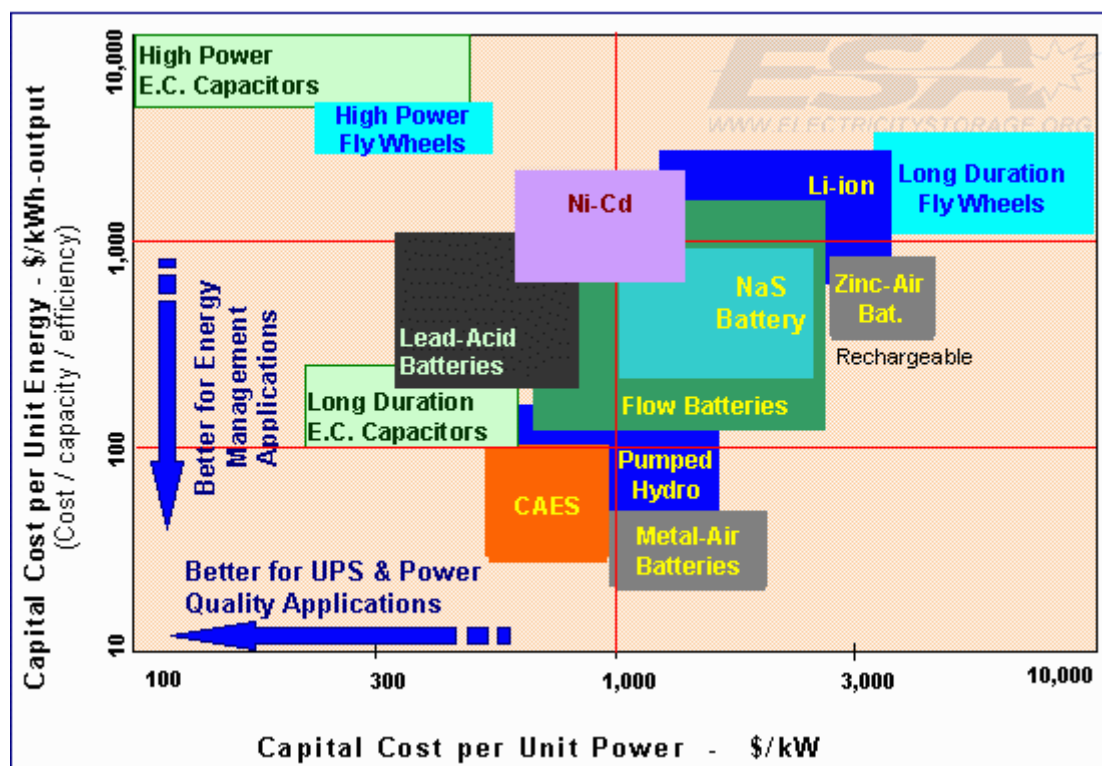 ESA
WWW.ELECTRICITYSTORAGE.ORG
Capital Cost per Unit Energy - $/kWh-output
(Cost / capacity / efficiency)
10,000
1,000
100
10
High Power
E.C. Capacitors
High Power
Fly Wheels
Ni-Cd
Li-ion
Long Duration
Fly Wheels
Lead-Acid
Batteries
NaS
Battery
Zinc-Air
Bat.
Rechargeable
Long Duration
E.C. Capacitors
Flow Batteries
CAES
Pumped
Hydro
Metal-Air
Batteries
Better for Energy
Management
Applications
Better for UPS & Power
Quality Applications
100
300
1,000
3,000
10,000
Capital Cost per Unit Power - $/kW